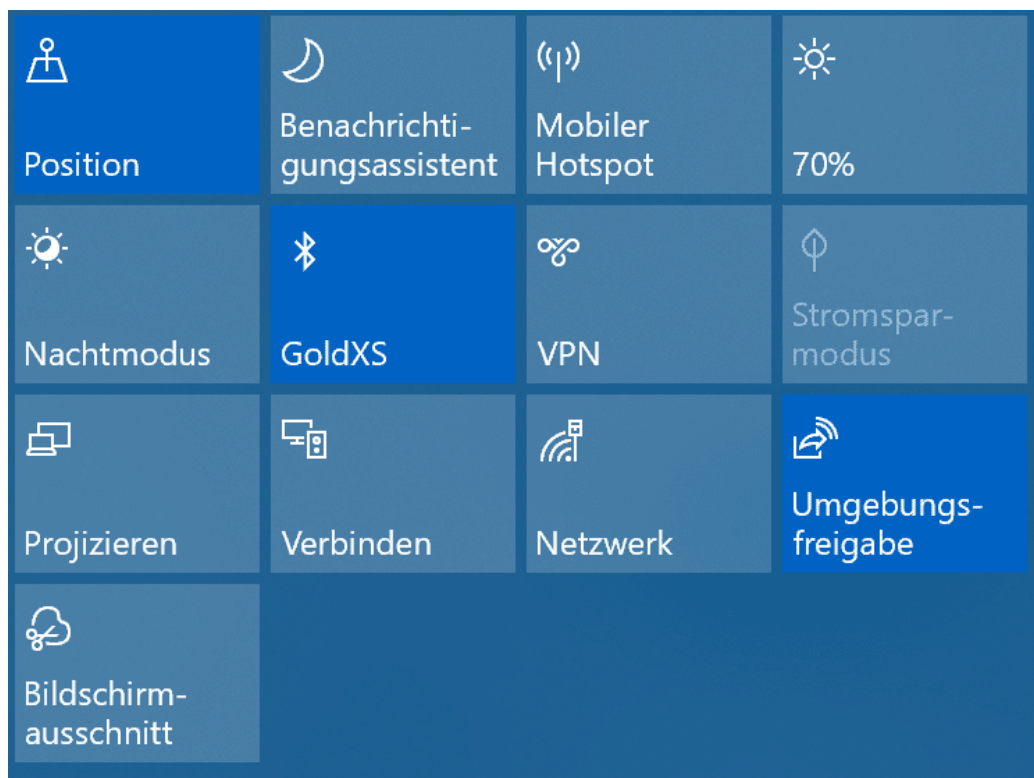 Position
Benachrichti-
gungsassistent
Mobiler
Hotspot
70%
Nachtmodus
GoldXS
VPN
Stromspar-
modus
Projizieren
Verbinden
Netzwerk
Umgebungs-
freigabe
Bildschirm-
ausschnitt